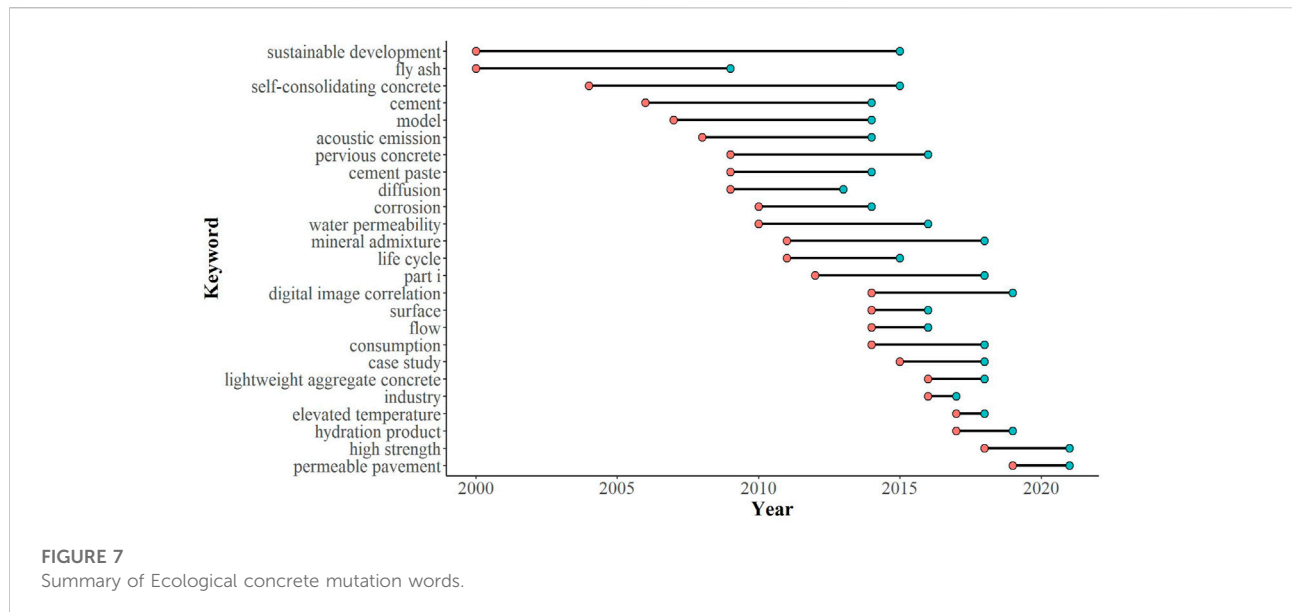 sustainable development
fly ash
self-consolidating concrete
cement
model
acoustic emission
pervious concrete
cement paste
diffusion
corrosion
water permeability
mineral admixture
life cycle
part i
digital image correlation
surface
flow
consumption
case study
lightweight aggregate concrete
industry
elevated temperature
hydration product
high strength
permeable pavement
Keyword
2000 2005 2010 2015 2020
Year
FIGURE 7
Summary of Ecological concrete mutation words.